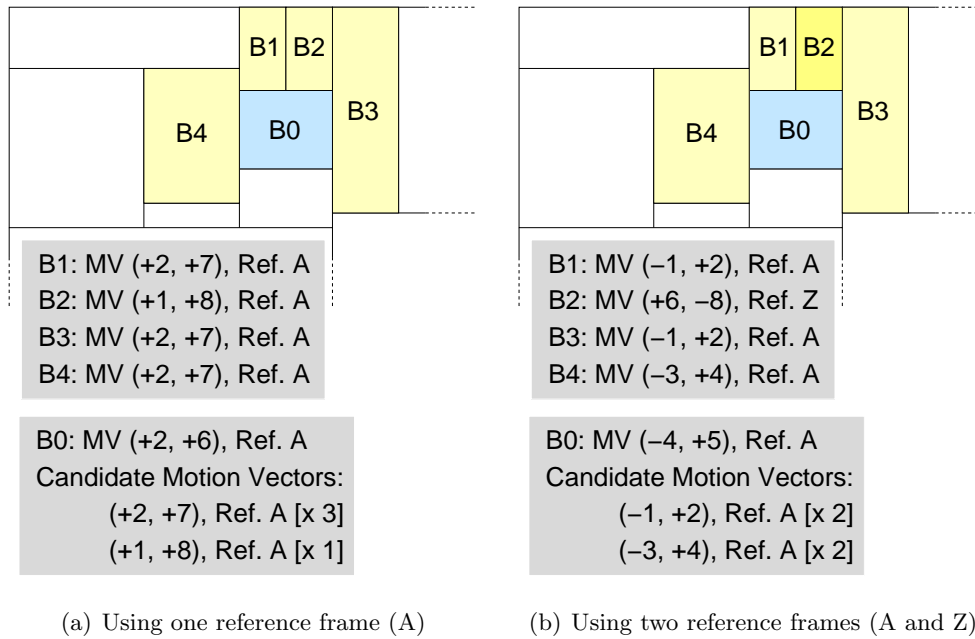 B1 B2 B3
B4 B0
B1: MV (+2, +7), Ref. A
B2: MV (+1, +8), Ref. A
B3: MV (+2, +7), Ref. A
B4: MV (+2, +7), Ref. A
B0: MV (+2, +6), Ref. A
Candidate Motion Vectors:
(+2, +7), Ref. A [x 3]
(+1, +8), Ref. A [x 1]
(a) Using one reference frame (A)
B1 B2 B3
B4 B0
B1: MV (−1, +2), Ref. A
B2: MV (+6, −8), Ref. Z
B3: MV (−1, +2), Ref. A
B4: MV (−3, +4), Ref. A
B0: MV (−4, +5), Ref. A
Candidate Motion Vectors:
(−1, +2), Ref. A [x 2]
(−3, +4), Ref. A [x 2]
(b) Using two reference frames (A and Z)